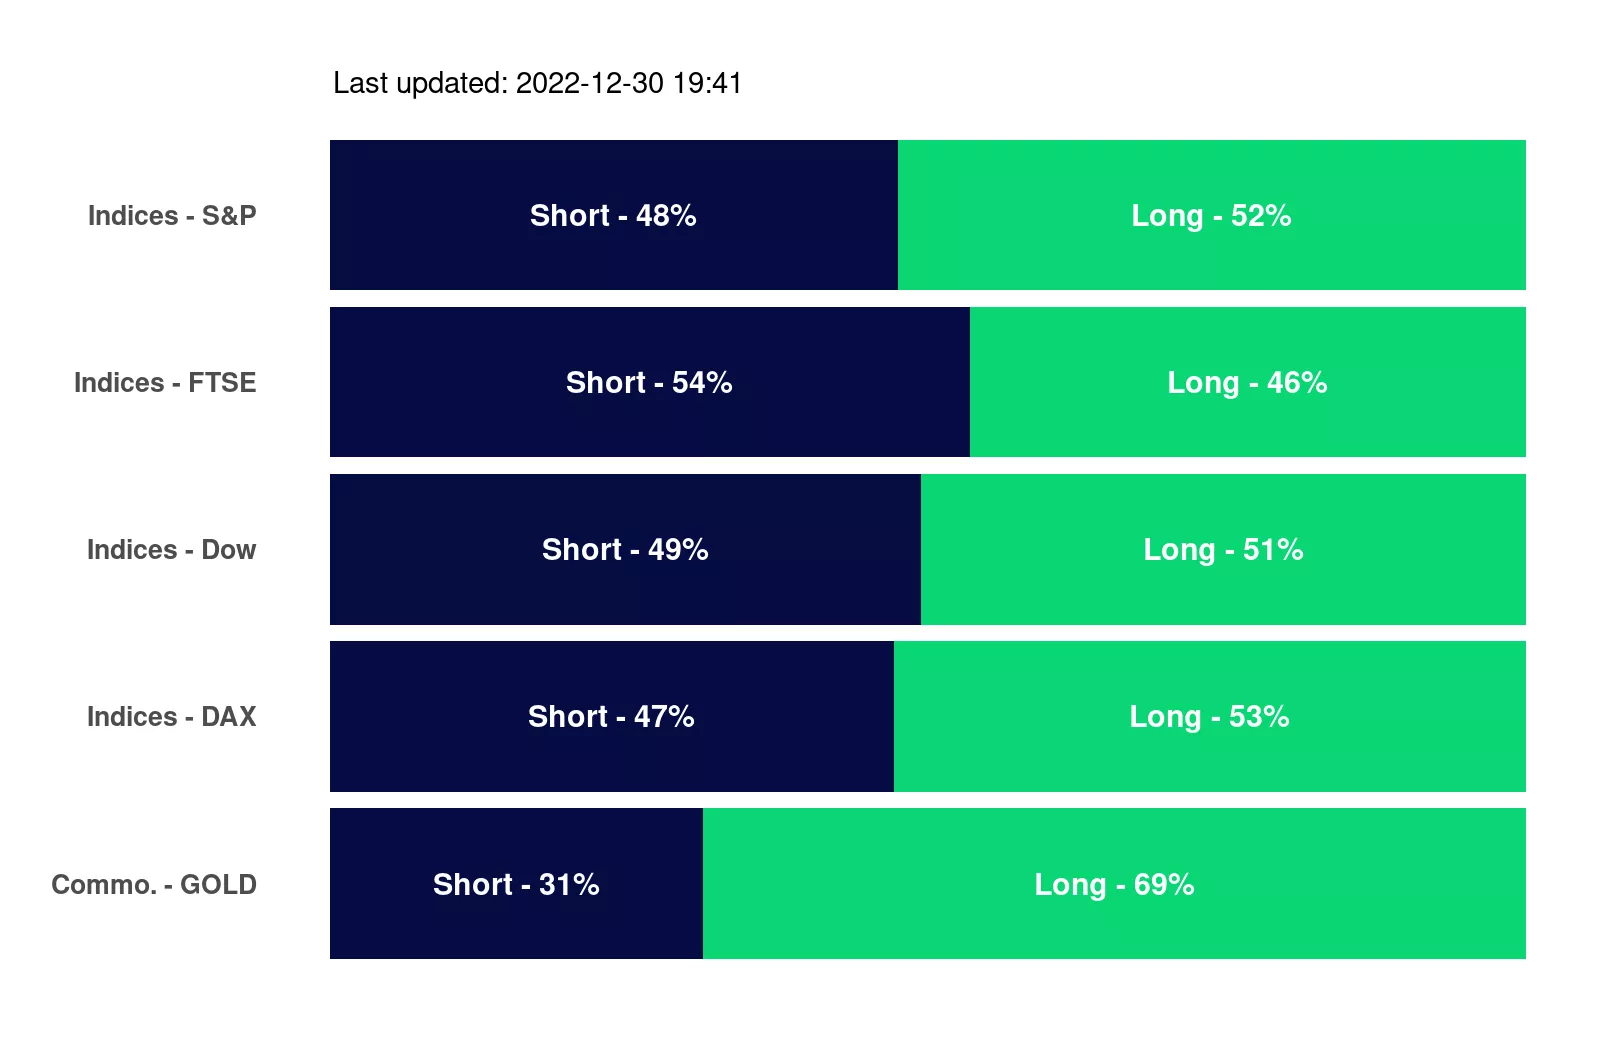 Last updated: 2022-12-30 19:41
Indices - S&P Short - 48% Long - 52%
Indices - FTSE Short - 54% Long - 46%
Indices - Dow Short - 49% Long - 51%
Indices - DAX Short - 47% Long - 53%
Commo. - GOLD Short - 31% Long - 69%